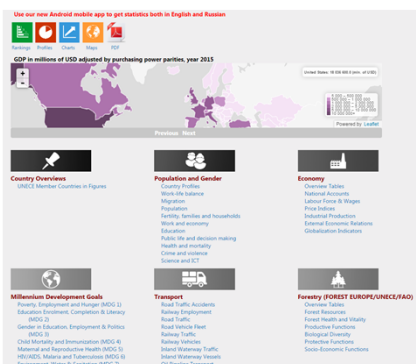 Use our new Android mobile app to get statistics both in English and Russian
Rankings Profiles Charts Maps PDF
GDP in millions of USD adjusted by purchasing power parities, year 2015
+
-
United States:
(mln. of USD)
Powered by Leaflet
Previous Next
Country Overviews
UNECE Member Countries in Figures
Population and Gender
Country Profiles
Work-life balance
Migration
Population
Fertility, families and households
Work and economy
Education
Public life and decision making
Health and mortality
Crime and violence
Science and ICT
Economy
Overview Tables
National Accounts
Labour Force & Wages
Price Indices
Industrial Production
External Economic Relations
Globalization Indicators
Millennium Development Goals
Poverty, Employment and Hunger (MDG 1)
Education Enrolment, Completion & Literacy
(MDG 2)
Gender in Education, Employment & Politics
(MDG 3)
Child Mortality and Immunization (MDG 4)
Maternal and Reproductive Health (MDG 5)
HIV/AIDS, Malaria and Tuberculosis (MDG 6)
Transport
Road Traffic Accidents
Railway Employment
Road Traffic
Road Vehicle Fleet
Railway Traffic
Railway Vehicles
Inland Waterway Traffic
Inland Waterway Vessels
Forestry (FOREST EUROPE/UNECE/FAO)
Overview Tables
Forest Resources
Forest Health and Vitality
Productive Functions
Biological Diversity
Protective Functions
Socio-Economic Functions